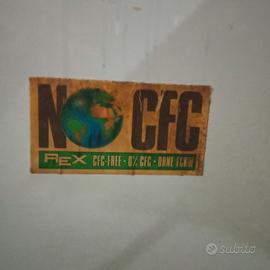 NO CFC
REX CFC-FREE • 0% CFC • OHNE FCKW
subito